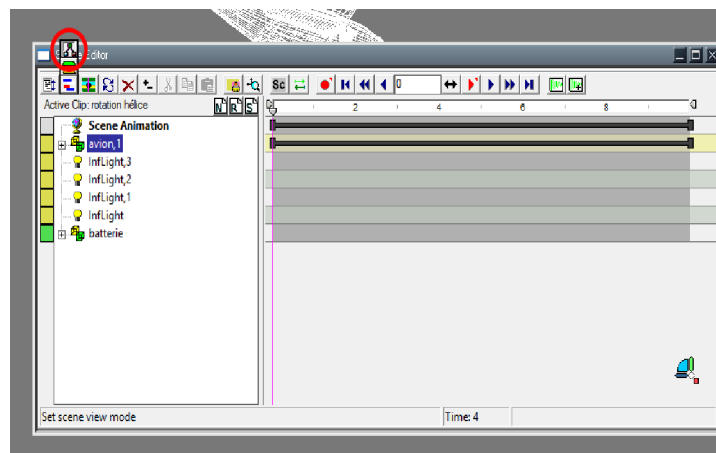 Editor
Sc
0
Active Clip: rotation hélice
N R S
2 4 6 8
Scene Animation
avion,1
InfLight,3
InfLight,2
InfLight,1
InfLight
batterie
Set scene view mode
Time: 4